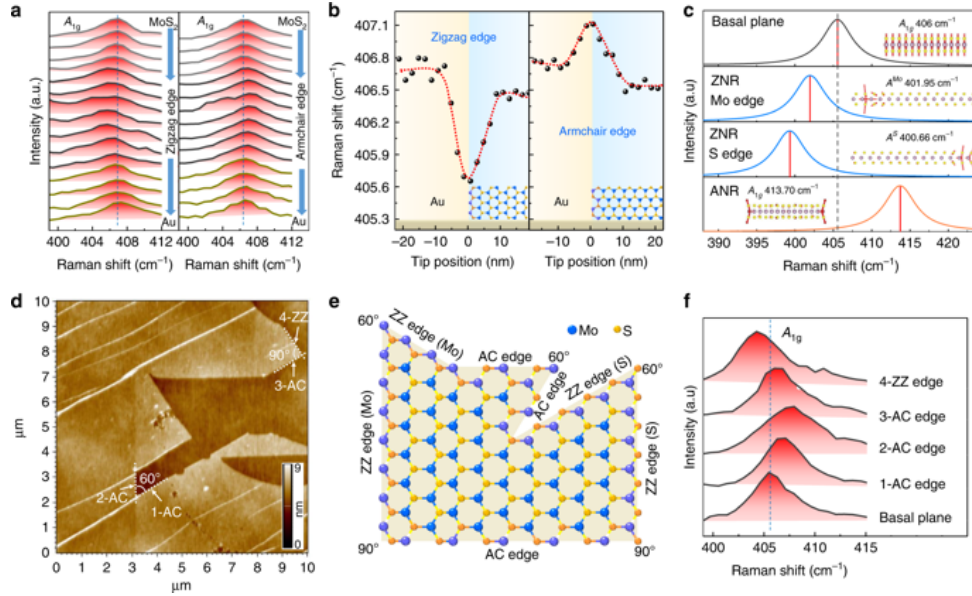 a
A1g
MoS2
A1g
MoS2
Zigzag edge
Armchair edge
Au
Au
Intensity (a.u.)
400 404 408 412
400 404 408 412
Raman shift (cm−1)
Raman shift (cm−1)
b
407.1
406.8
406.5
406.2
405.9
405.6
405.3
Raman shift (cm−1)
Zigzag edge
Armchair edge
Au
Au
−20 −10 0 10
−20 −10 0 10 20
Tip position (nm)
Tip position (nm)
c
Basal plane
A1g 406 cm−1
ZNR
Mo edge
AMo 401.95 cm−1
ZNR
S edge
AS 400.66 cm−1
ANR
A1g 413.70 cm−1
Intensity (a.u)
390 395 400 405 410 415 420
Raman shift (cm−1)
d
10
9
8
7
6
5
4
3
2
1
0
μm
4-ZZ
90°
3-AC
60°
2-AC
1-AC
9
nm
0
0 1 2 3 4 5 6 7 8 9 10
μm
e
60°
ZZ edge (Mo)
Mo
S
AC edge
60°
AC edge
ZZ edge (S)
60°
ZZ edge (Mo)
ZZ edge (S)
90°
AC edge
90°
f
A1g
4-ZZ edge
3-AC edge
2-AC edge
1-AC edge
Basal plane
Intensity (a.u)
400 405 410 415
Raman shift (cm−1)